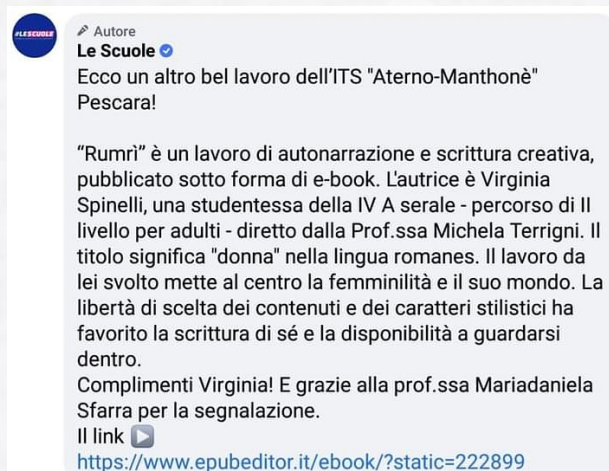 #LESCUOLE
Autore
Le Scuole
Ecco un altro bel lavoro dell'ITS "Aterno-Manthonè"
Pescara!
“Rumrì” è un lavoro di autonarrazione e scrittura creativa,
pubblicato sotto forma di e-book. L'autrice è Virginia
Spinelli, una studentessa della IV A serale - percorso di II
livello per adulti - diretto dalla Prof.ssa Michela Terrigni. Il
titolo significa "donna" nella lingua romanes. Il lavoro da
lei svolto mette al centro la femminilità e il suo mondo. La
libertà di scelta dei contenuti e dei caratteri stilistici ha
favorito la scrittura di sé e la disponibilità a guardarsi
dentro.
Complimenti Virginia! E grazie alla prof.ssa Mariadaniela
Sfarra per la segnalazione.
Il link ▶️
https://www.epubeditor.it/ebook/?static=222899